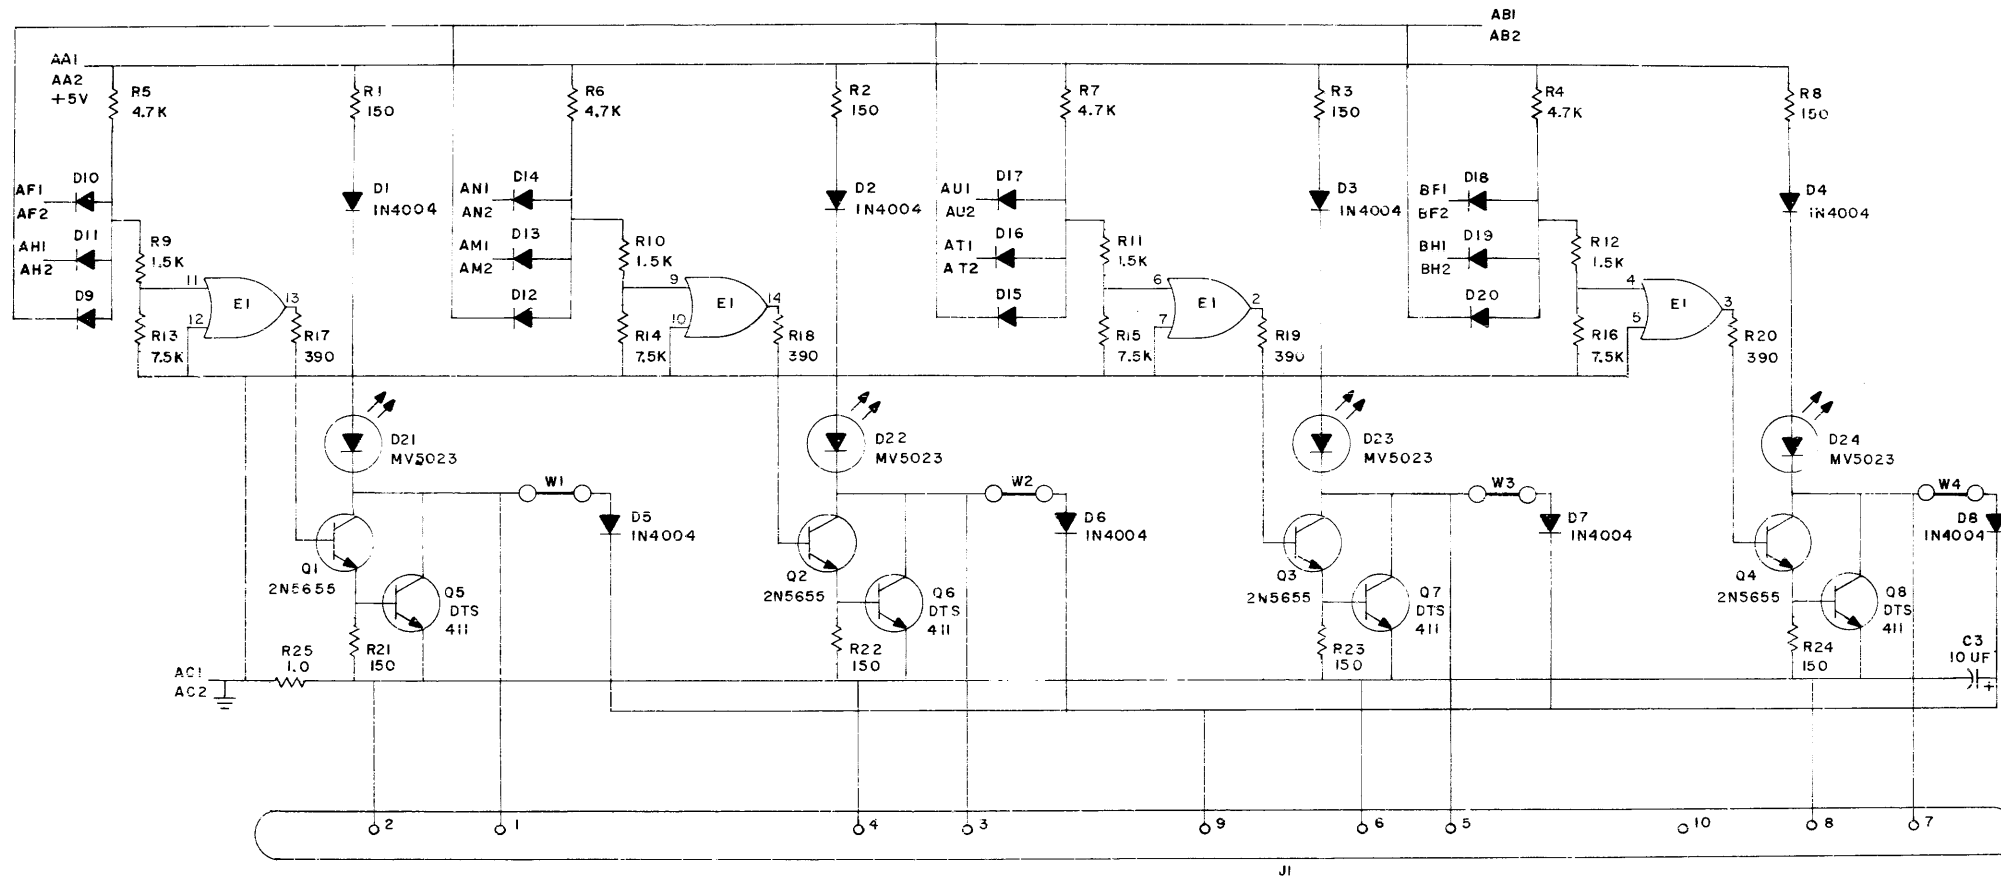 AB1
AB2
AA1
AA2
+5V
R5
4.7K
R1
150
R6
4.7K
R2
150
R7
4.7K
R3
150
R4
4.7K
R8
150
AF1
AF2
D10
D1
1N4004
AN1
AN2
D14
D2
1N4004
AU1
AU2
D17
D3
1N4004
BF1
BF2
D18
D4
1N4004
AH1
AH2
D11
R9
1.5K
AM1
AM2
D13
R10
1.5K
AT1
AT2
D16
R11
1.5K
BH1
BH2
D19
R12
1.5K
D9
11
12
E1
13
D12
9
10
E1
14
D15
6
7
E1
2
D20
4
5
E1
3
R13
7.5K
R17
390
R14
7.5K
R18
390
R15
7.5K
R19
390
R16
7.5K
R20
390
D21
MV5023
D22
MV5023
D23
MV5023
D24
MV5023
W1
W2
W3
W4
D5
1N4004
D6
1N4004
D7
1N4004
D8
1N4004
Q1
2N5655
Q5
DTS
411
Q2
2N5655
Q6
DTS
411
Q3
2N5655
Q7
DTS
411
Q4
2N5655
Q8
DTS
411
AC1
AC2
R25
1.0
R21
150
R22
150
R23
150
R24
150
C3
10 UF
+
2
1
4
3
9
6
5
10
8
7
J1